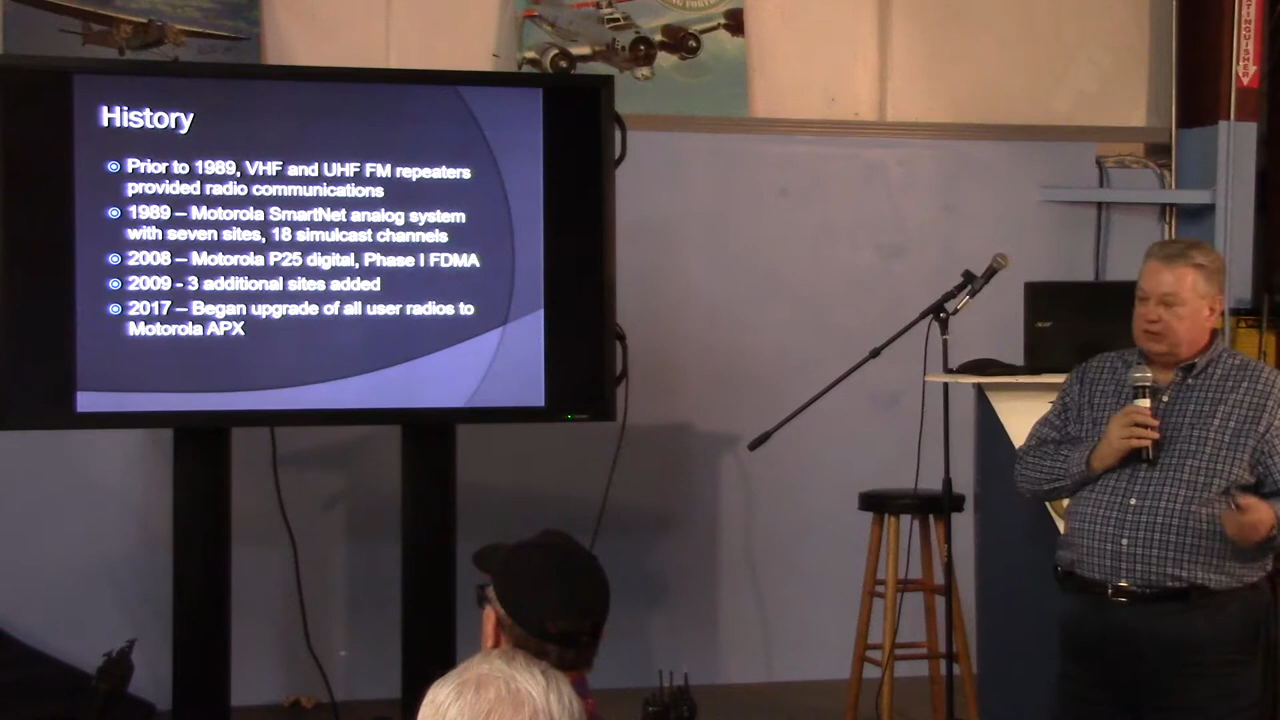 History
Prior to 1989, VHF and UHF FM repeaters
provided radio communications
1989 – Motorola SmartNet analog system
with seven sites, 18 simulcast channels
2008 – Motorola P25 digital, Phase I FDMA
2009 - 3 additional sites added
2017 – Began upgrade of all user radios to
Motorola APX
acer